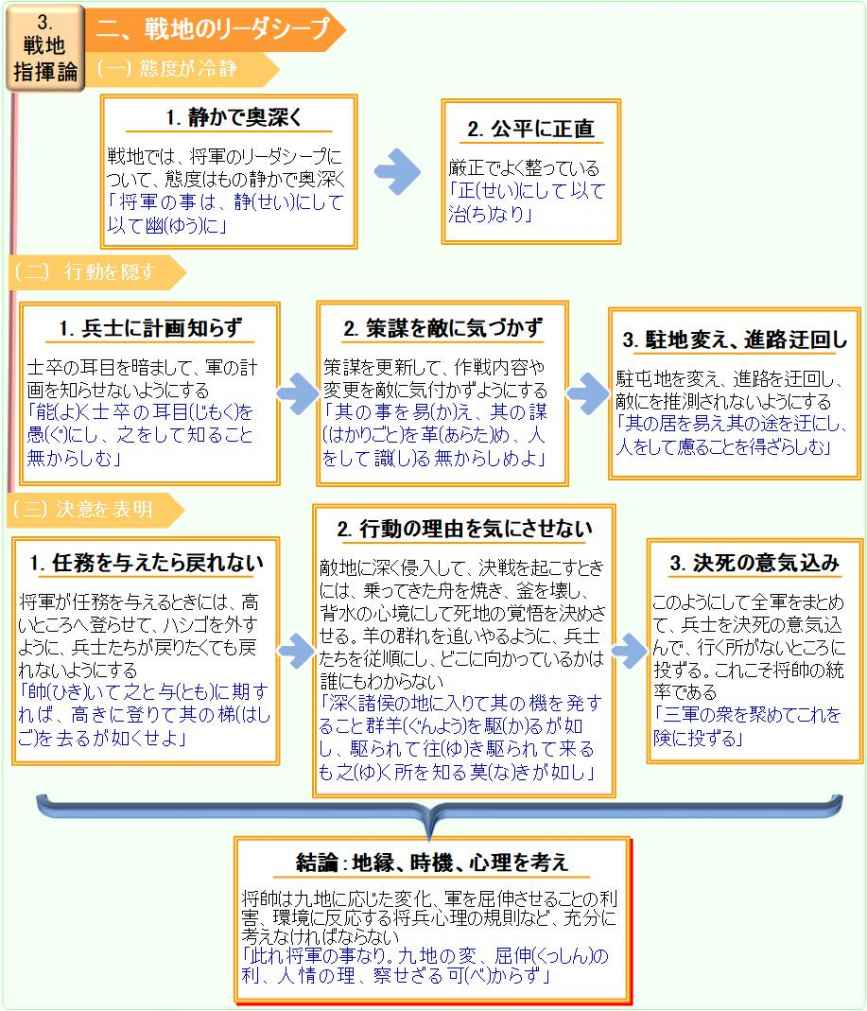 3.
戦地
指揮論
二、戦地のリーダシープ
(一) 態度が冷静
1. 静かで奥深く
戦地では、将軍のリーダシープに
ついて、態度はもの静かで奥深く
「将軍の事は、静(せい)にして
以て幽(ゆう)に」
2. 公平に正直
厳正でよく整っている
「正(せい)にして以て
治(ち)なり」
(二) 行動を隠す
1. 兵士に計画知らず
士卒の耳目を暗まして、軍の計
画を知らせないようにする
「能(よ)く士卒の耳目(じもく)を
愚(ぐ)にし、之をして知ること
無からしむ」
2. 策謀を敵に気づかず
策謀を更新して、作戦内容や
変更を敵に気付かずようにする
「其の事を易(か)え、其の謀
(はかりごと)を革(あらた)め、人
をして識(し)る無からしめよ」
3. 駐地変え、進路迂回し
駐屯地を変え、進路を迂回し、
敵にを推測されないようにする
「其の居を易え其の途を迂にし、
人をして慮ることを得ざらしむ」
(三) 決意を表明
1. 任務を与えたら戻れない
将軍が任務を与えるときには、高
いところへ登らせて、ハシゴを外す
ように、兵士たちが戻りたくても戻
れないようにする
「帥(ひき)いて之と与(とも)に期す
れば、高きに登りて其の梯(はし
ご)を去るが如くせよ」
2. 行動の理由を気にさせない
敵地に深く侵入して、決戦を起こすとき
には、乗ってきた舟を焼き、釜を壊し、
背水の心境にして死地の覚悟を決めさ
せる。羊の群れを追いやるように、兵士
たちを従順にし、どこに向かっているかは
誰にもわからない
「深く諸侯の地に入りて其の機を発す
ること群羊(ぐんよう)を駆(か)るが如
し、駆られて往(ゆ)き駆られて来る
も之(ゆ)く所を知る莫(な)きが如し」
3. 決死の意気込み
このようにして全軍をまとめ
て、兵士を決死の意気込
んで、行く所がないところに
投ずる。これこそ将帥の統
率である
「三軍の衆を聚めてこれを
険に投ずる」
結論:地縁、時機、心理を考え
将帥は九地に応じた変化、軍を屈伸させることの利
害、環境に反応する将兵心理の規則など、充分に
考えなければならない
「此れ将軍の事なり。九地の変、屈伸(くっしん)の
利、人情の理、察せざる可(べ)からず」